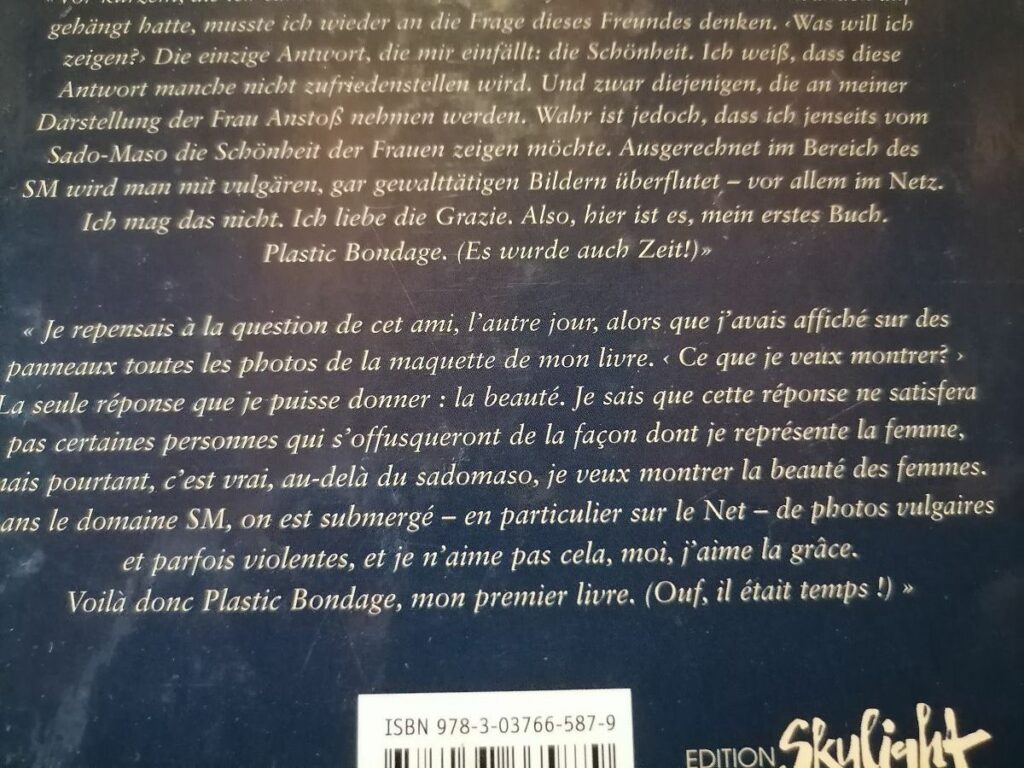 gehängt hatte, musste ich wieder an die Frage dieses Freundes denken. ‹Was will ich
zeigen?› Die einzige Antwort, die mir einfällt: die Schönheit. Ich weiß, dass diese
Antwort manche nicht zufriedenstellen wird. Und zwar diejenigen, die an meiner
Darstellung der Frau Anstoß nehmen werden. Wahr ist jedoch, dass ich jenseits vom
Sado-Maso die Schönheit der Frauen zeigen möchte. Ausgerechnet im Bereich des
SM wird man mit vulgären, gar gewalttätigen Bildern überflutet – vor allem im Netz.
Ich mag das nicht. Ich liebe die Grazie. Also, hier ist es, mein erstes Buch.
Plastic Bondage. (Es wurde auch Zeit!)»
« Je repensais à la question de cet ami, l'autre jour, alors que j'avais affiché sur des
panneaux toutes les photos de la maquette de mon livre. ‹ Ce que je veux montrer? ›
La seule réponse que je puisse donner : la beauté. Je sais que cette réponse ne satisfera
pas certaines personnes qui s'offusqueront de la façon dont je représente la femme,
mais pourtant, c'est vrai, au-delà du sadomaso, je veux montrer la beauté des femmes.
ans le domaine SM, on est submergé – en particulier sur le Net – de photos vulgaires
et parfois violentes, et je n'aime pas cela, moi, j'aime la grâce.
Voilà donc Plastic Bondage, mon premier livre. (Ouf, il était temps !) »
ISBN 978-3-03766-587-9
EDITION Skylight